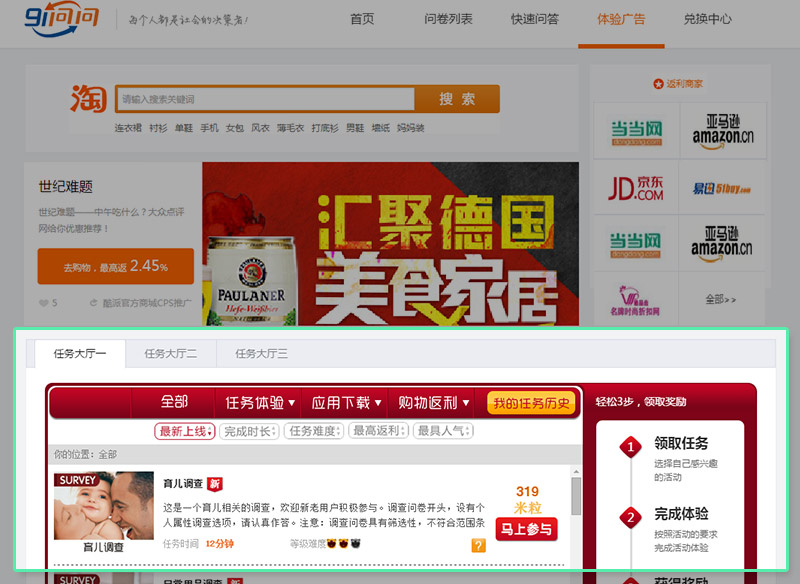 91问问
为个人都是社会的决策者！
首页 问卷列表 快速问答 体验广告 兑换中心
淘 请输入搜索关键词 搜索
连衣裙 衬衫 单鞋 手机 女包 风衣 薄毛衣 打底衫 男鞋 墙纸 妈妈装
返利商家
当当网 dangdang.com
亚马逊 amazon.cn
JD.京东 .COM
易迅 51buy.com
当当网 dangdang.com
亚马逊 amazon.cn
唯品会 名牌时尚折扣网
全部>>
世纪难题
世纪难题——中午吃什么？大众点评
网给你优惠推荐！
去购物，最高返 2.45%
5 酷派官方商城CPS推广
汇聚德国
美食家居
PAULANER
Hefe-Weißbier
任务大厅一 任务大厅二 任务大厅三
全部 任务体验▼ 应用下载▼ 购物返利▼ 我的任务历史
最新上线 完成时长 任务难度 最高返利 最具人气
你的位置：全部
SURVEY
育儿调查
育儿调查 新
这是一个育儿相关的调查，欢迎新老用户积极参与。调查问卷开头，设有个
人属性调查选项，请认真作答。注意：调查问卷具有筛选性，不符合范围条
任务时间 12分钟 等级难度 ?
319
米粒
马上参与
SURVEY
日常用品调查 新
轻松3步，领取奖励
1 领取任务
选择自己感兴趣
的活动
2 完成体验
按照活动的要求
完成活动体验
获得奖励